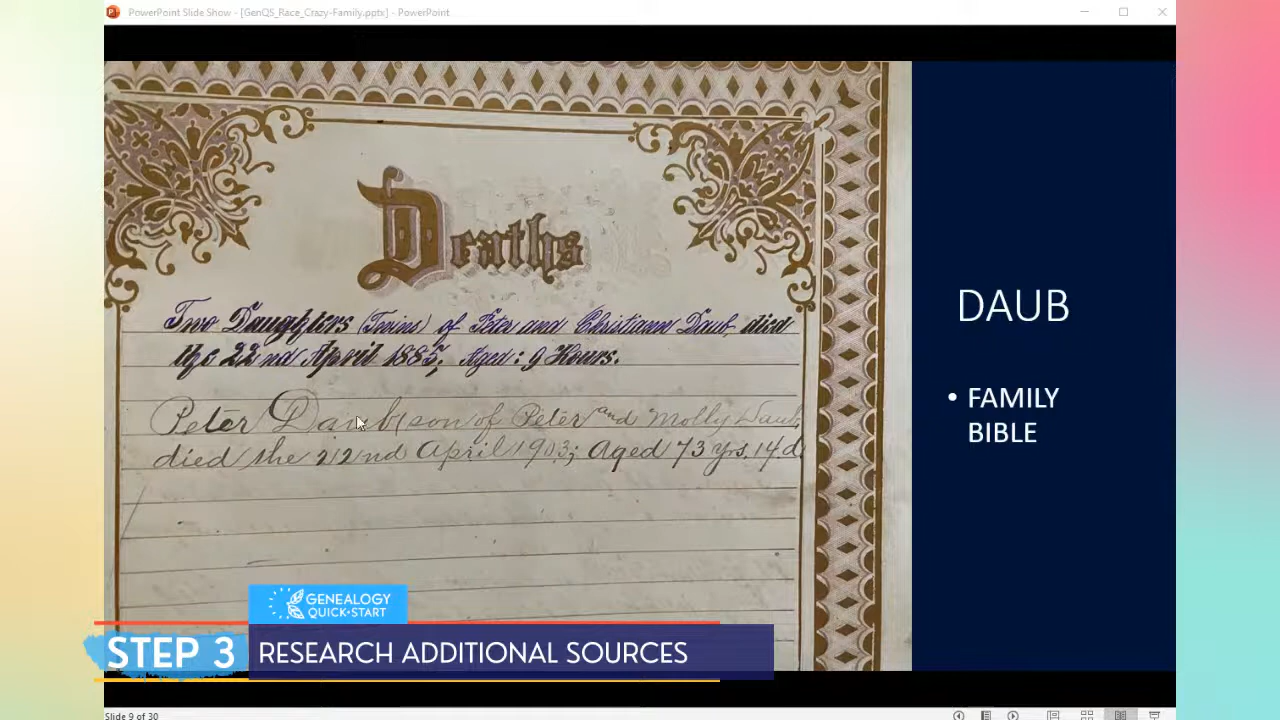 PowerPoint Slide Show - [GenQS_Race_Crazy-Family.pptx] - PowerPoint
Deaths
Two Daughters (Twins) of Peter and Christiann Daub, died
the 22nd April 1885, Aged: 9 Hours.
Peter Daub (son of Peter and Molly Daub,
died the 22nd April 1903; Aged 73 yrs, 14 d
DAUB
• FAMILY
BIBLE
GENEALOGY
QUICK+START
STEP 3
RESEARCH ADDITIONAL SOURCES
Slide 9 of 30